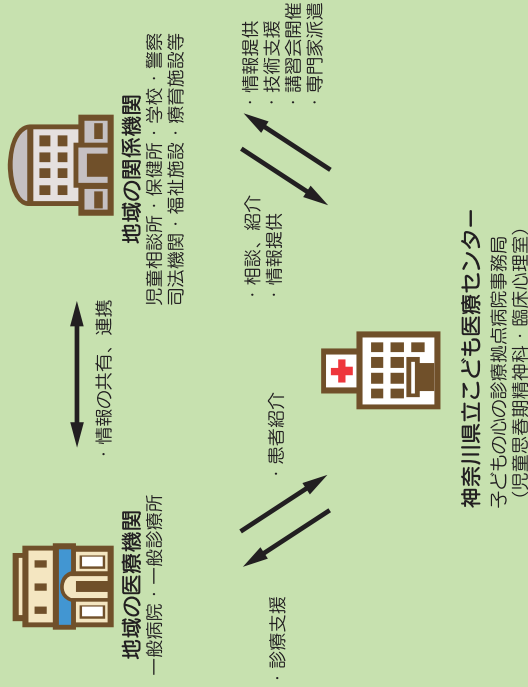 地域の医療機関
一般病院・一般診療所
・情報の共有、連携
地域の関係機関
児童相談所・保健所・学校・警察
司法機関・福祉施設・療育施設等
・診療支援
・患者紹介
・相談、紹介
・情報提供
・情報提供
・技術支援
・講習会開催
・専門家派遣
神奈川県立こども医療センター
子どもの心の診療拠点病院事務局
（児童思春期精神科・臨床心理室）